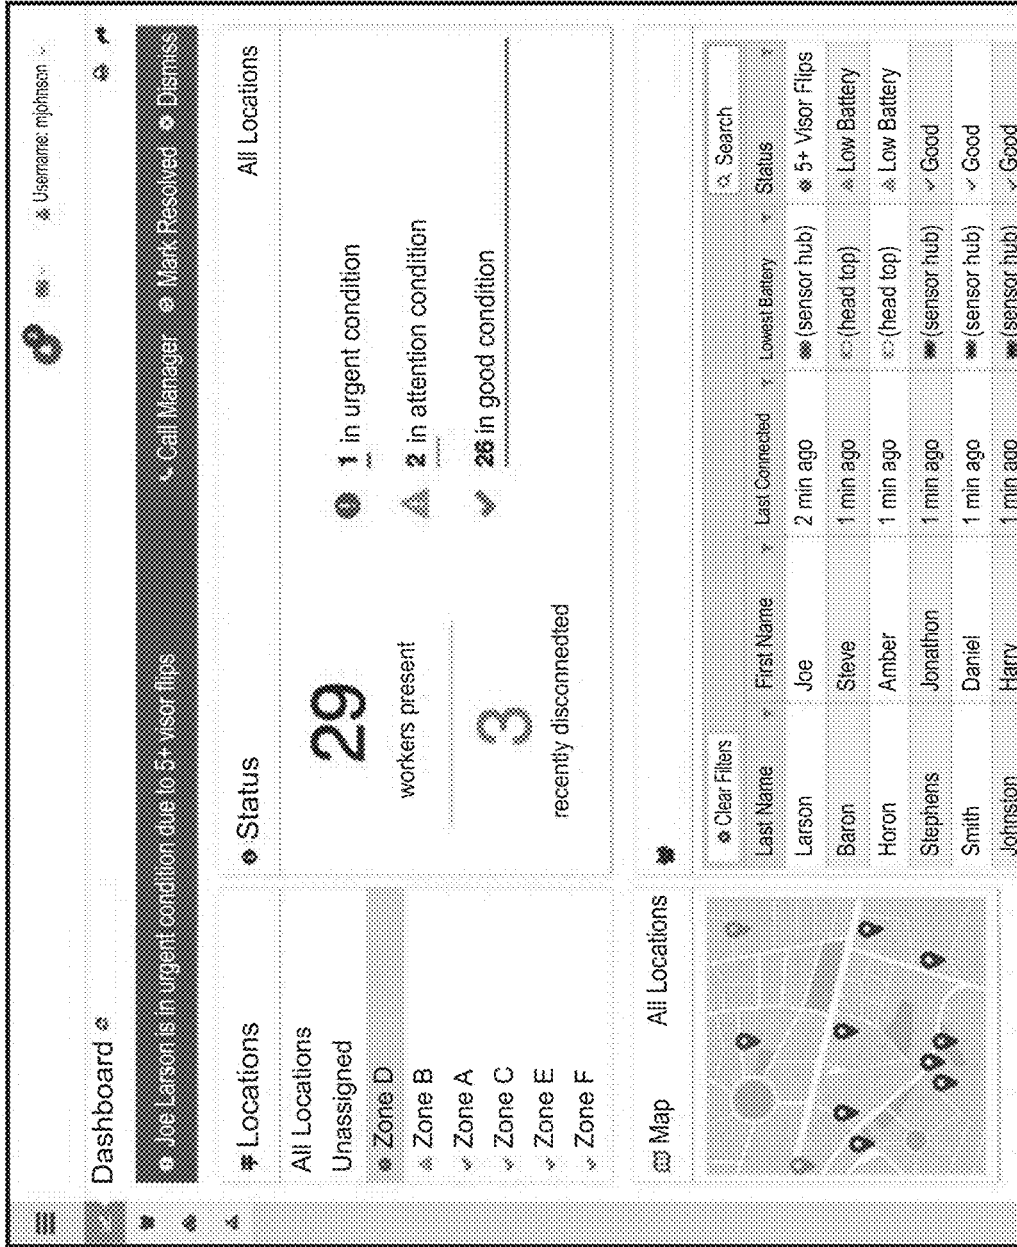 Username: mjohnson
Dashboard
Joe Larson is in urgent condition due to 5+ visor flips Call Manager Mark Resolved Dismiss
Locations
All Locations
Unassigned
Zone D
Zone B
Zone A
Zone C
Zone E
Zone F
Status All Locations
29
workers present
3
recently disconnedted
1 in urgent condition
2 in attention condition
26 in good condition
Map All Locations
Clear Filters Search
Last Name First Name Last Connected Lowest Battery Status
Larson Joe 2 min ago (sensor hub) 5+ Visor Flips
Baron Steve 1 min ago (head top) Low Battery
Horon Amber 1 min ago (head top) Low Battery
Stephens Jonathon 1 min ago (sensor hub) Good
Smith Daniel 1 min ago (sensor hub) Good
Johnston Harry 1 min ago (sensor hub) Good